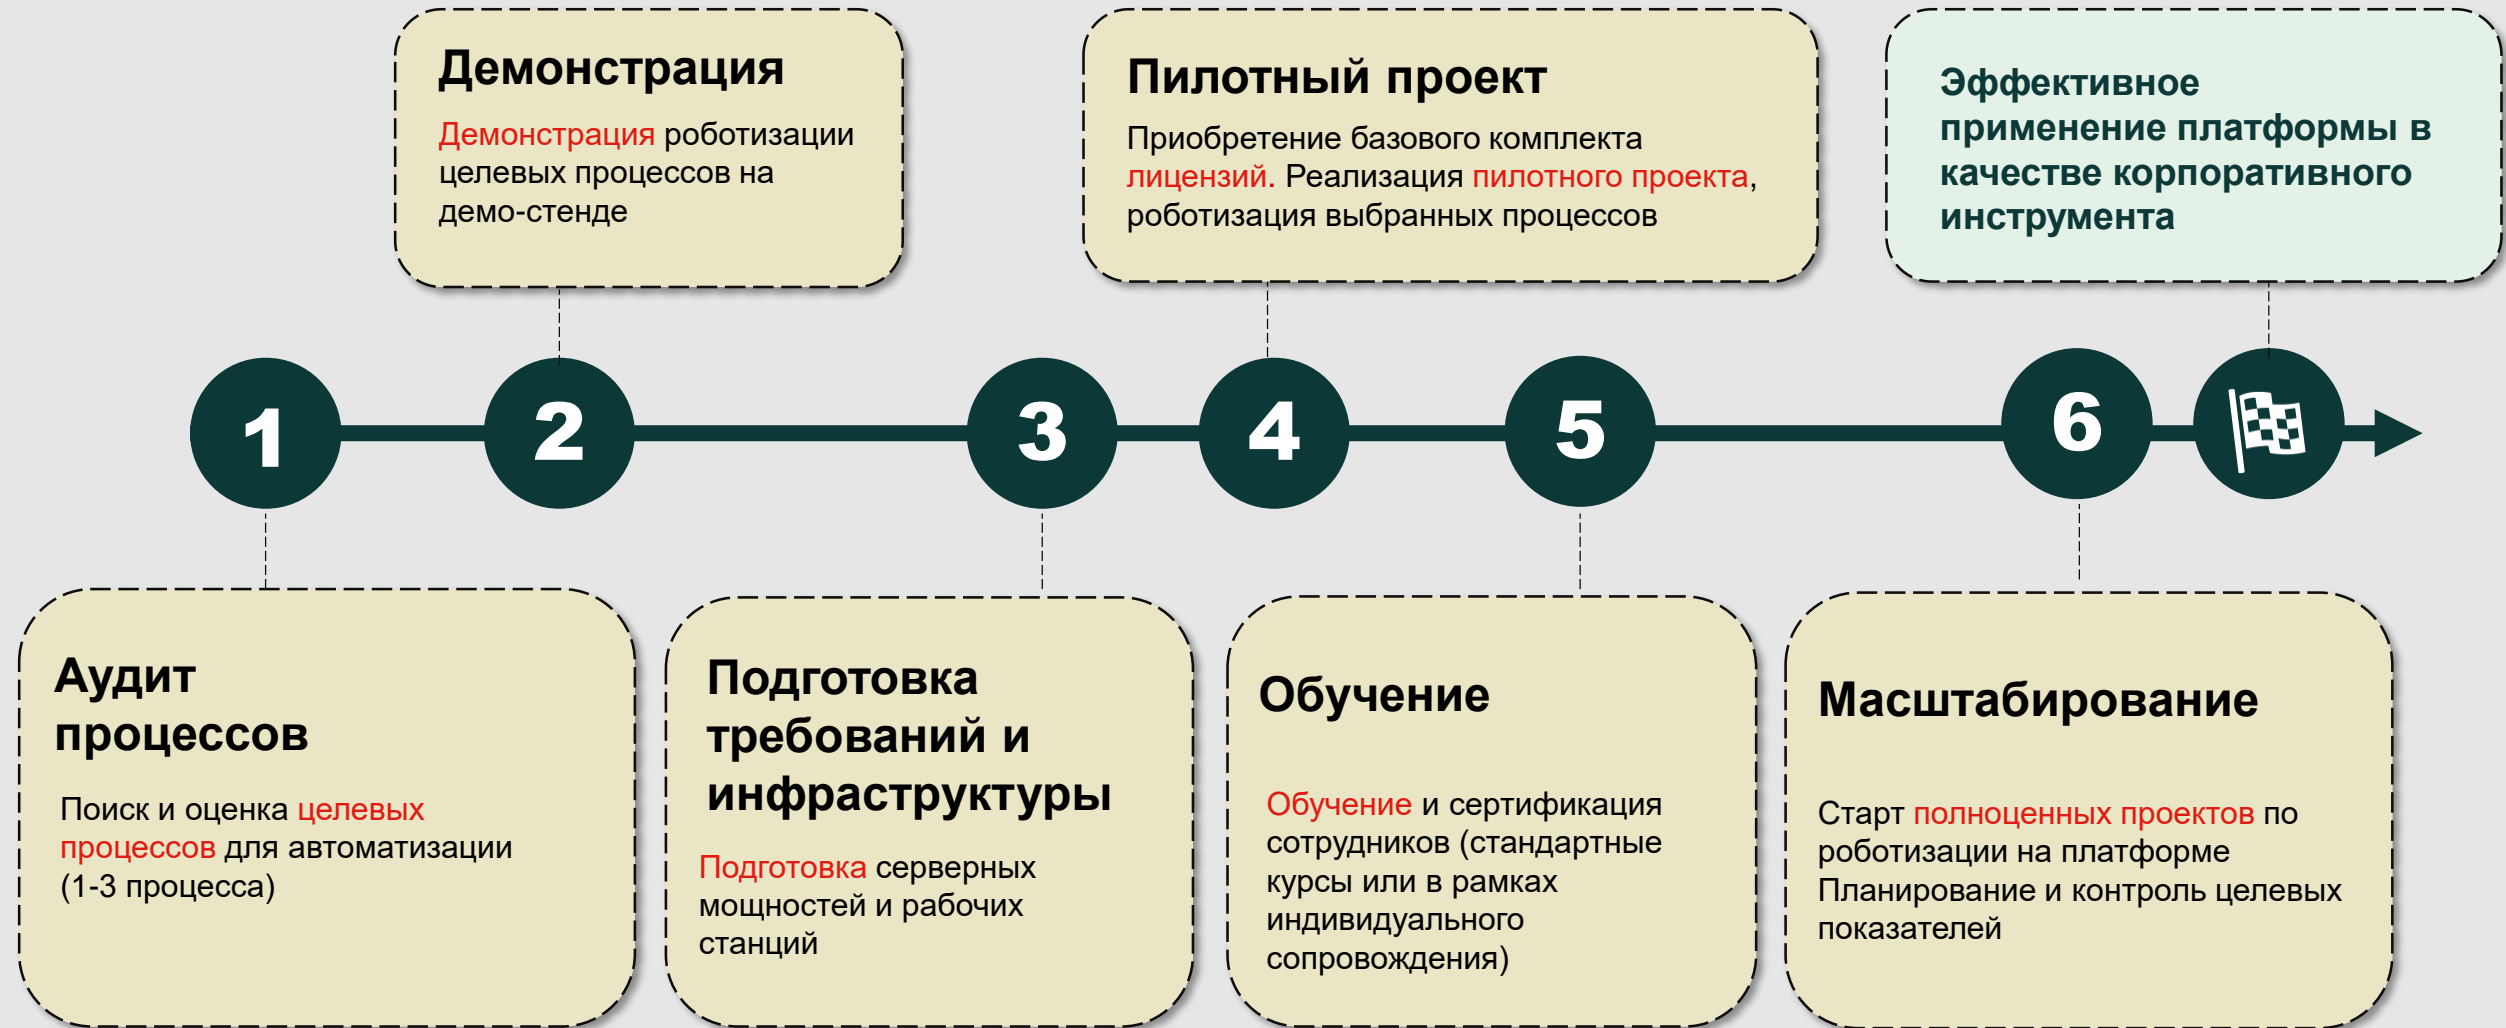 Демонстрация
Демонстрация роботизации
целевых процессов на
демо-стенде
Пилотный проект
Приобретение базового комплекта
лицензий. Реализация пилотного проекта,
роботизация выбранных процессов
Эффективное
применение платформы в
качестве корпоративного
инструмента
1
2
3
4
5
6
Аудит
процессов
Поиск и оценка целевых
процессов для автоматизации
(1-3 процесса)
Подготовка
требований и
инфраструктуры
Подготовка серверных
мощностей и рабочих
станций
Обучение
Обучение и сертификация
сотрудников (стандартные
курсы или в рамках
индивидуального
сопровождения)
Масштабирование
Старт полноценных проектов по
роботизации на платформе
Планирование и контроль целевых
показателей